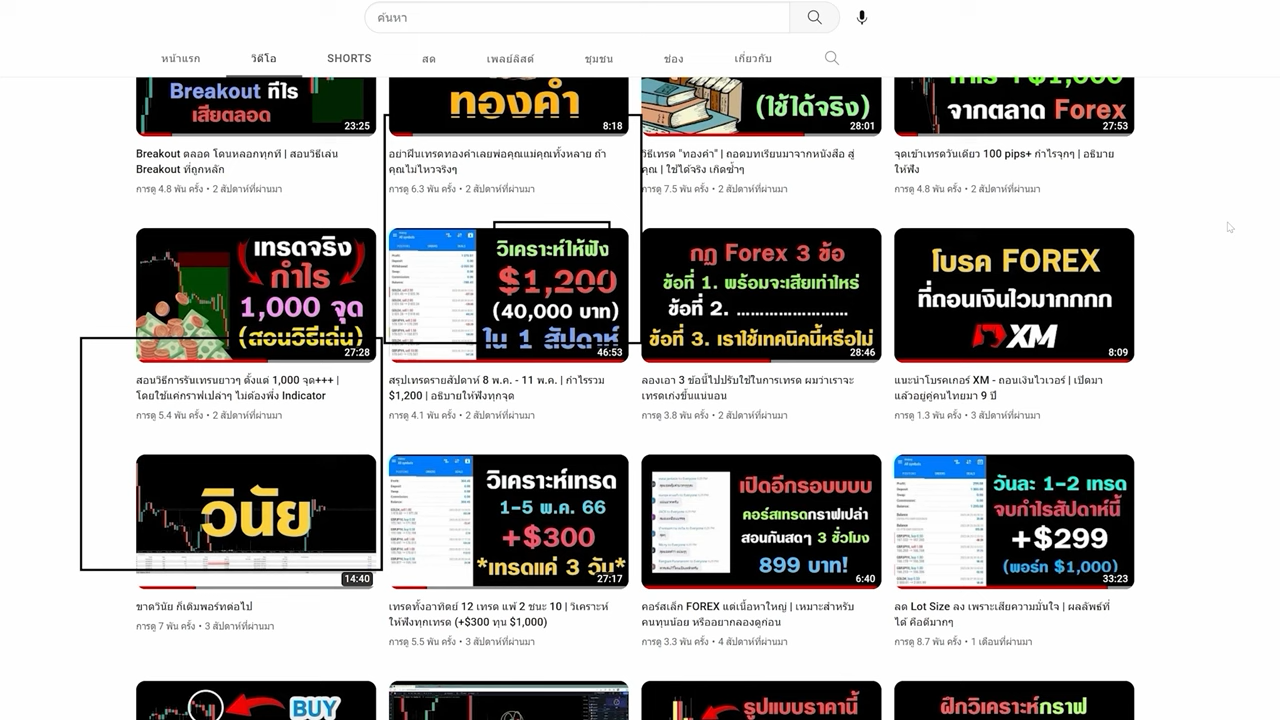 ค้นหา
หน้าแรก วิดีโอ SHORTS สด เพลย์ลิสต์ ชุมชน ช่อง เกี่ยวกับ
Breakout ทีไร
เสียตลอด
23:25
ทองคำ
8:18
(ใช้ได้จริง)
28:01
กำไร +$1,000
จากตลาด Forex
27:53
Breakout ตลอด โดนหลอกทุกที | สอนวิธีเล่น
Breakout ที่ถูกหลัก
การดู 4.8 พัน ครั้ง • 2 สัปดาห์ที่ผ่านมา
อย่าฝืนเทรดทองคำเลยพ่อคุณแม่คุณทั้งหลาย ถ้า
คุณไม่ไหวจริงๆ
การดู 6.3 พัน ครั้ง • 2 สัปดาห์ที่ผ่านมา
วิธีเทรด "ทองคำ" | ถอดบทเรียนมาจากหนังสือ สู่
คุณ | ใช้ได้จริง เกิดซ้ำๆ
การดู 7.5 พัน ครั้ง • 2 สัปดาห์ที่ผ่านมา
จุดเข้าเทรดวันเดียว 100 pips+ กำไรจุกๆ | อธิบาย
ให้ฟัง
การดู 4.8 พัน ครั้ง • 2 สัปดาห์ที่ผ่านมา
เทรดจริง
กำไร
1,000 จุด
(สอนวิธีเล่น)
27:28
วิเคราะห์ให้ฟัง
$1,200
(40,000 บาท)
ใน 1 สัปดาห์
46:53
กฎ Forex 3 ข้อ
ข้อที่ 1. พร้อมจะเสียเท่าไหร่
ข้อที่ 2. ........................
ข้อที่ 3. เราใช้เทคนิคนี้หรือไม่
28:46
โบรค FOREX
ที่ถอนเงินไวมากกกก
XM
8:09
สอนวิธีการรันเทรนยาวๆ ตั้งแต่ 1,000 จุด+++ |
โดยใช้แค่กราฟเปล่าๆ ไม่ต้องพึ่ง Indicator
การดู 5.4 พัน ครั้ง • 2 สัปดาห์ที่ผ่านมา
สรุปเทรดรายสัปดาห์ 8 พ.ค. - 11 พ.ค. | กำไรรวม
$1,200 | อธิบายให้ฟังทุกจุด
การดู 4.1 พัน ครั้ง • 2 สัปดาห์ที่ผ่านมา
ลองเอา 3 ข้อนี้ไปปรับใช้ในการเทรด ผมว่าเราจะ
เทรดเก่งขึ้นแน่นอน
การดู 3.8 พัน ครั้ง • 2 สัปดาห์ที่ผ่านมา
แนะนำโบรคเกอร์ XM - ถอนเงินไวเวอร์ | เปิดมา
แล้วอยู่คู่คนไทยมา 9 ปี
การดู 1.3 พัน ครั้ง • 3 สัปดาห์ที่ผ่านมา
วินัย
14:40
วิเคราะห์เทรด
1-5 พ.ค. 66
+$300
*เทรดแค่ 3 วัน*
27:17
เปิดอีกรอบบบบ
คอร์สเทรดกราฟเปล่า
สอนกันสดๆ 3 ชั่วโมง
899 บาท!
6:40
วันละ 1-2 เทรด
จบกำไรสัปดาห์นี้
+$299
(พอร์ท $1,000)
33:23
ขาดวินัย ก็เติมพอร์ทต่อไป
การดู 7 พัน ครั้ง • 3 สัปดาห์ที่ผ่านมา
เทรดทั้งอาทิตย์ 12 เทรด แพ้ 2 ชนะ 10 | วิเคราะห์
ให้ฟังทุกเทรด (+$300 ทุน $1,000)
การดู 5.5 พัน ครั้ง • 3 สัปดาห์ที่ผ่านมา
คอร์สเล็ก FOREX แต่เนื้อหาใหญ่ | เหมาะสำหรับ
คนทุนน้อย หรืออยากลองดูก่อน
การดู 3.3 พัน ครั้ง • 4 สัปดาห์ที่ผ่านมา
ลด Lot Size ลง เพราะเสียความมั่นใจ | ผลลัพธ์ที่
ได้ คือดีมากๆ
การดู 8.7 พัน ครั้ง • 1 เดือนที่ผ่านมา
BUY
รูปแบบราคานี้
ฝึกวิเคราะห์กราฟ